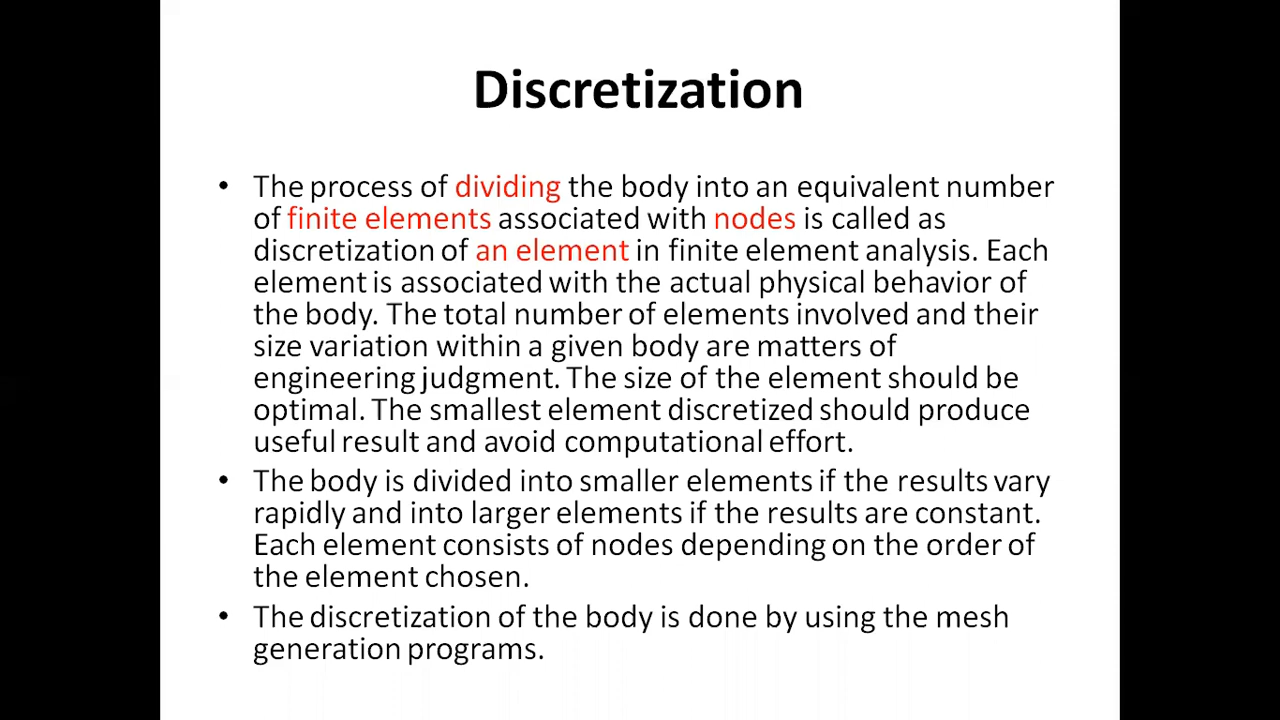 Discretization
• The process of dividing the body into an equivalent number
of finite elements associated with nodes is called as
discretization of an element in finite element analysis. Each
element is associated with the actual physical behavior of
the body. The total number of elements involved and their
size variation within a given body are matters of
engineering judgment. The size of the element should be
optimal. The smallest element discretized should produce
useful result and avoid computational effort.
• The body is divided into smaller elements if the results vary
rapidly and into larger elements if the results are constant.
Each element consists of nodes depending on the order of
the element chosen.
• The discretization of the body is done by using the mesh
generation programs.